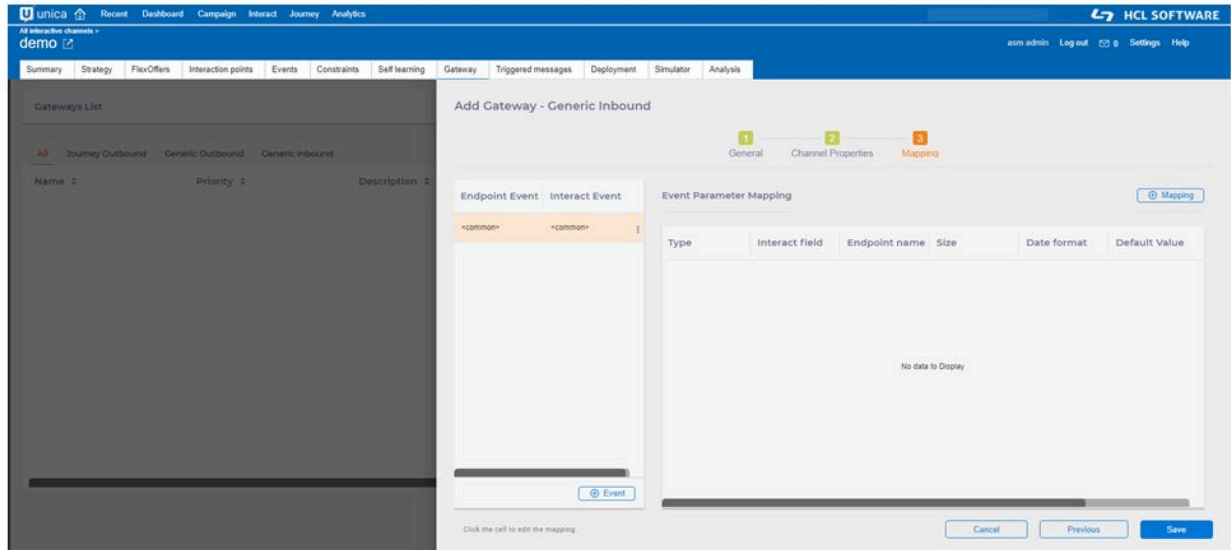 unica Recent Dashboard Campaign Interact Journey Analytics HCL SOFTWARE
All interactive channels >
demo asm admin Log out 0 Settings Help
Summary Strategy FlexOffers Interaction points Events Constraints Self learning Gateway Triggered messages Deployment Simulator Analysis
Gateways List Add Gateway - Generic Inbound
1 2 3
General Channel Properties Mapping
All Journey Outbound Generic Outbound Generic Inbound
Name Priority Description
Endpoint Event Interact Event Event Parameter Mapping Mapping
<common> <common>
Type Interact field Endpoint name Size Date format Default Value
No data to Display
Event
Click the cell to edit the mapping. Cancel Previous Save